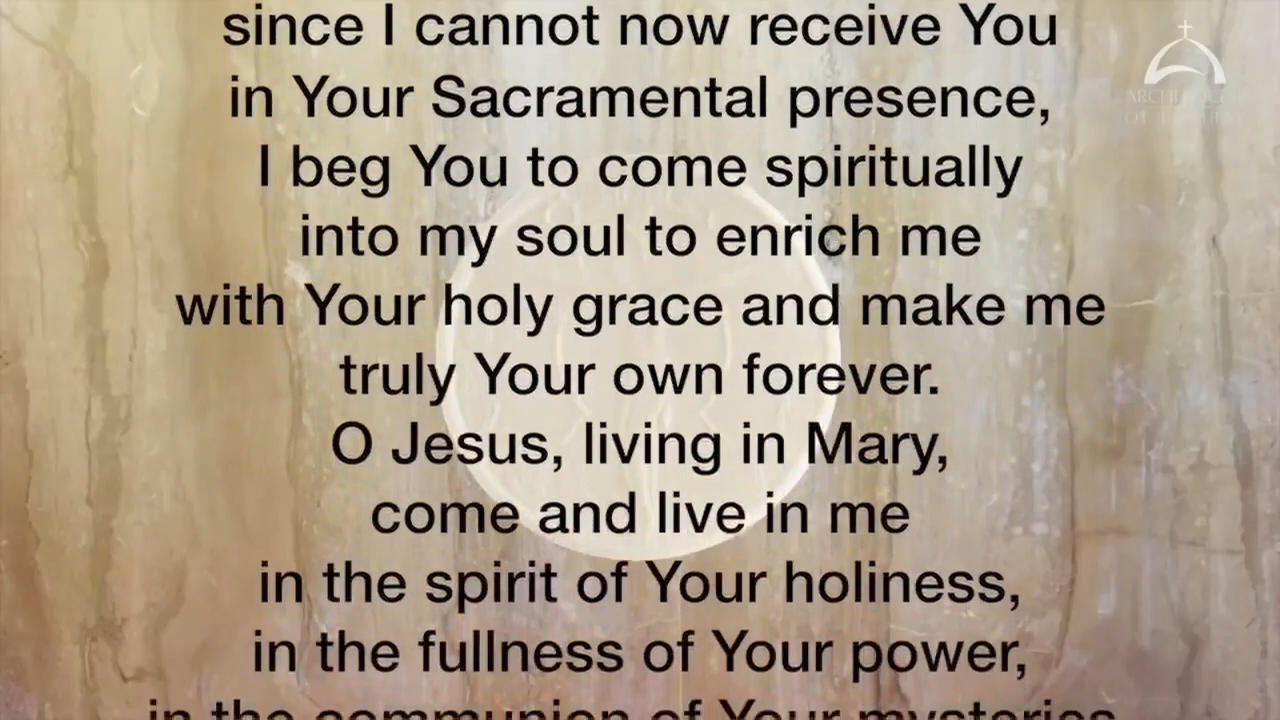 since I cannot now receive You
in Your Sacramental presence,
I beg You to come spiritually
into my soul to enrich me
with Your holy grace and make me
truly Your own forever.
O Jesus, living in Mary,
come and live in me
in the spirit of Your holiness,
in the fullness of Your power,
in the communion of Your mysteries